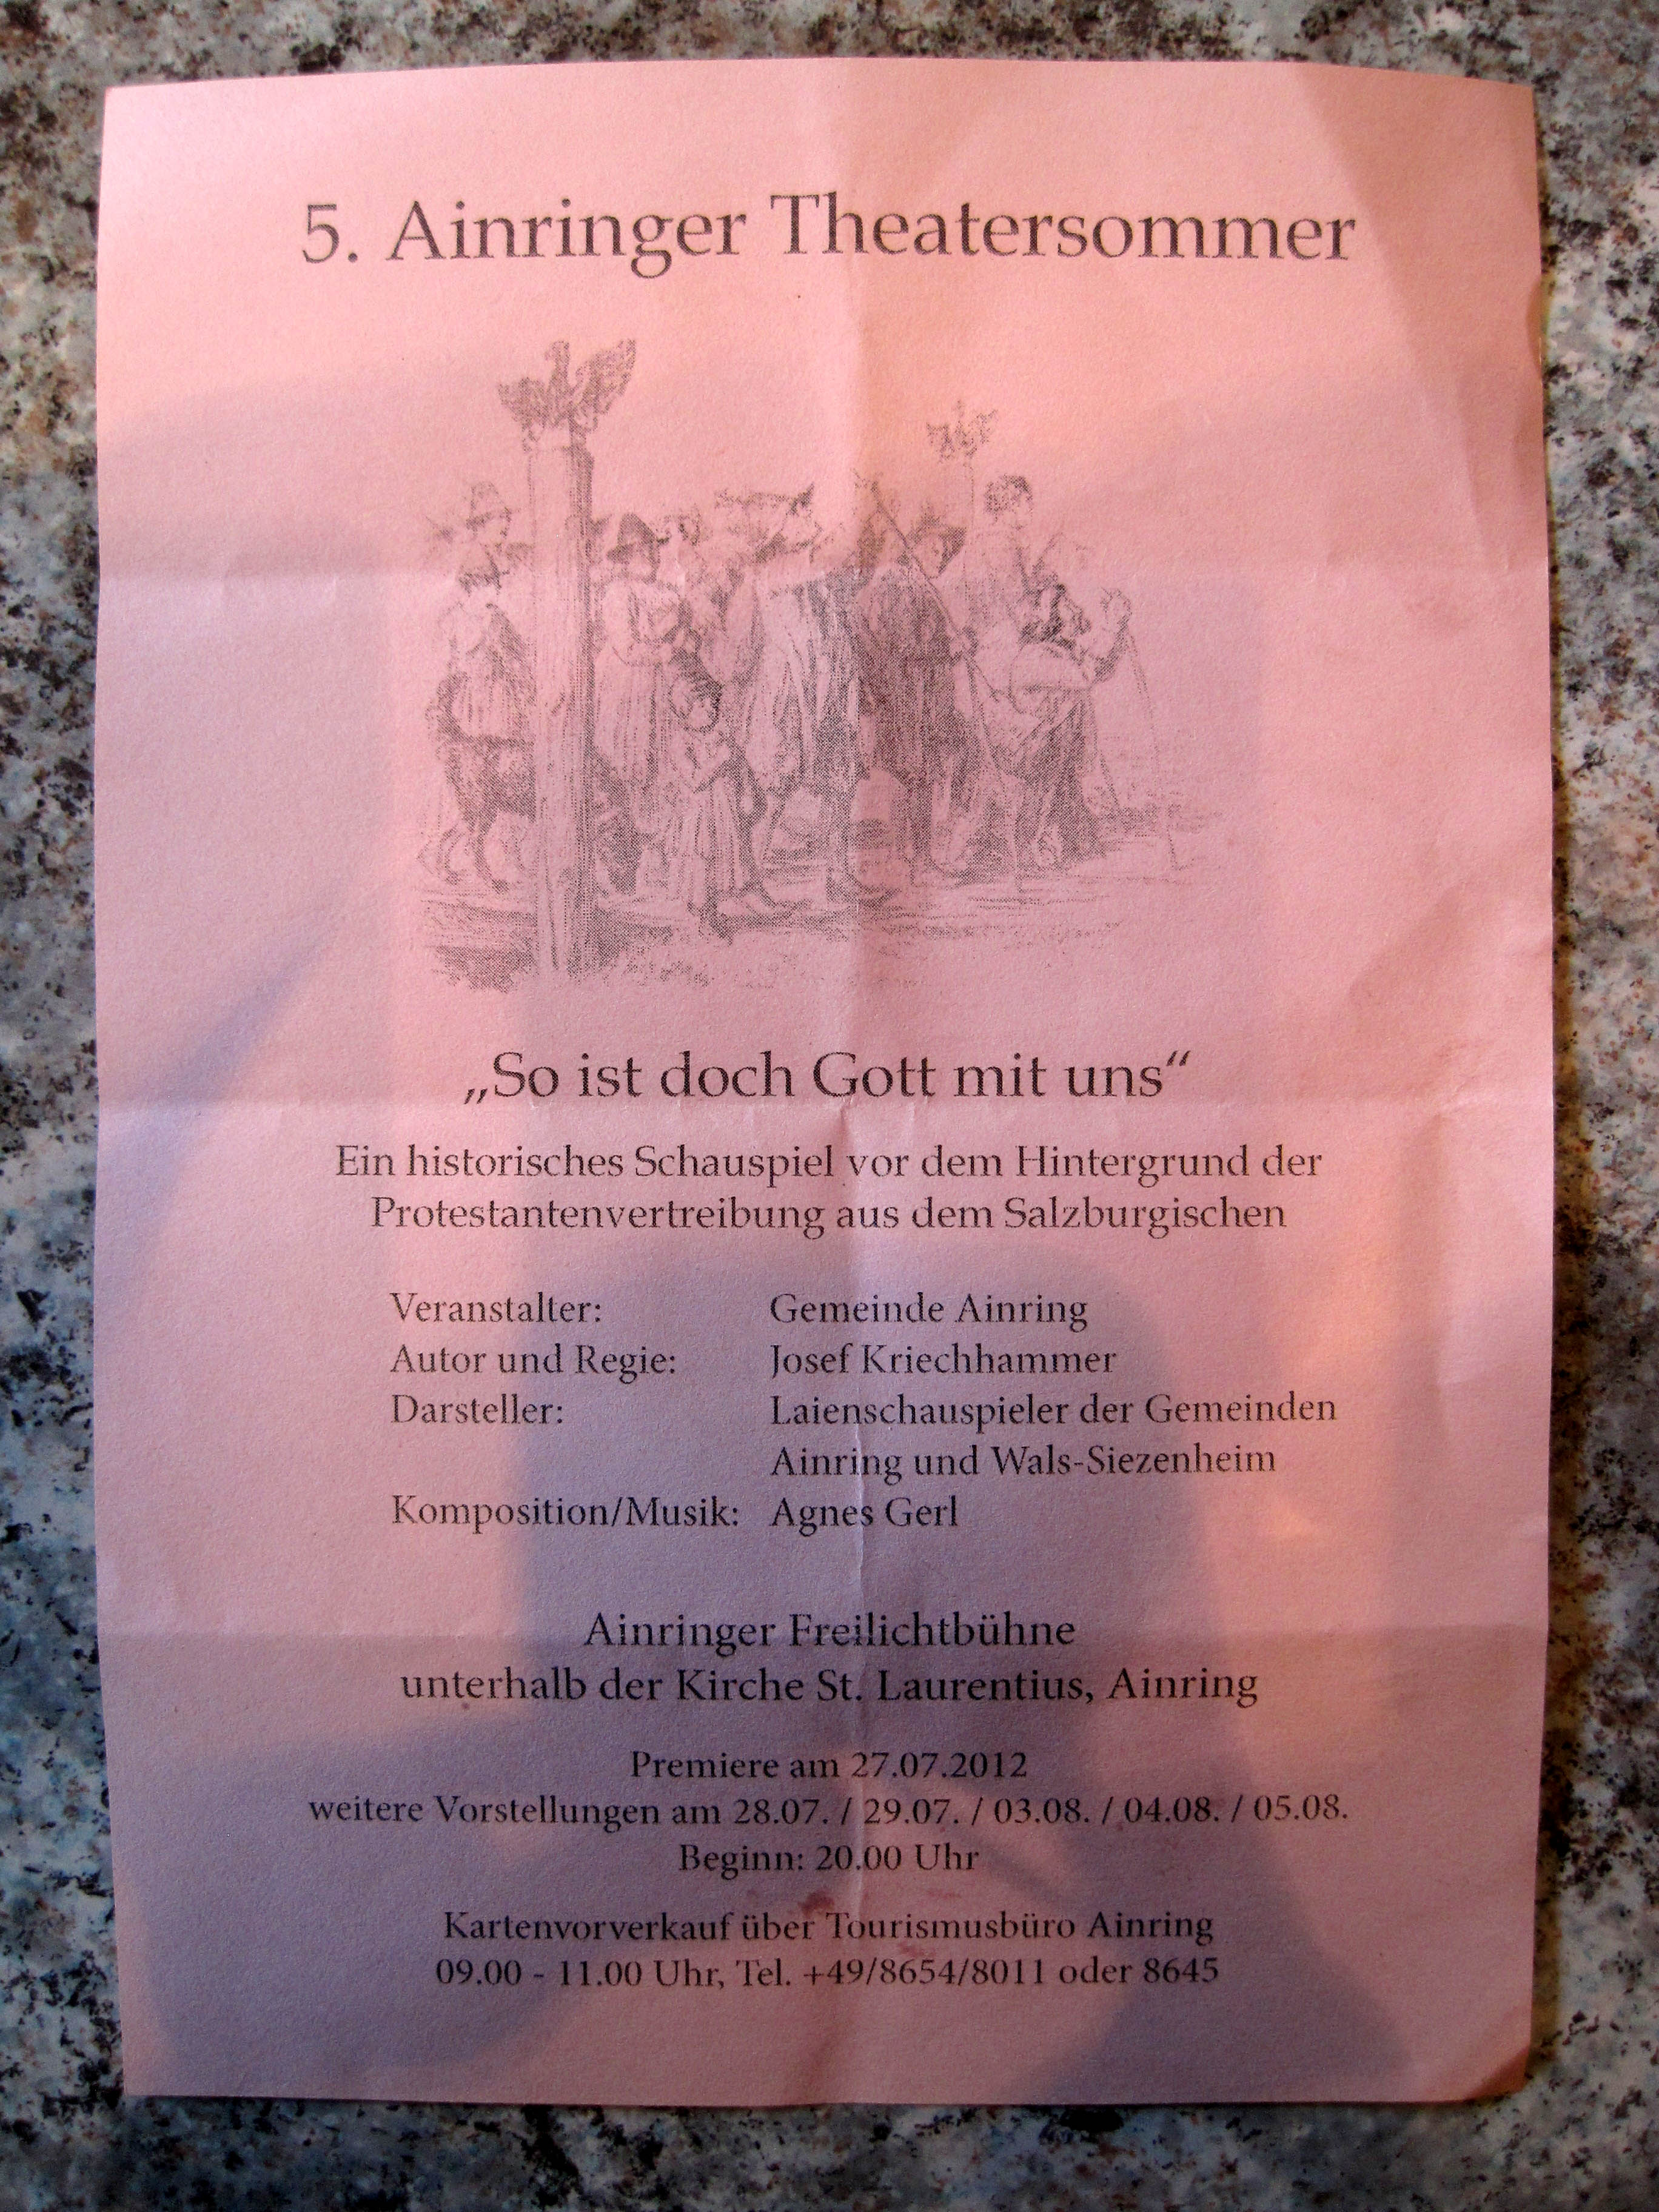 5. Ainringer Theatersommer
„So ist doch Gott mit uns“
Ein historisches Schauspiel vor dem Hintergrund der
Protestantenvertreibung aus dem Salzburgischen
Veranstalter: Gemeinde Ainring
Autor und Regie: Josef Kriechhammer
Darsteller: Laienschauspieler der Gemeinden
Ainring und Wals-Siezenheim
Komposition/Musik: Agnes Gerl
Ainringer Freilichtbühne
unterhalb der Kirche St. Laurentius, Ainring
Premiere am 27.07.2012
weitere Vorstellungen am 28.07. / 29.07. / 03.08. / 04.08. / 05.08.
Beginn: 20.00 Uhr
Kartenvorverkauf über Tourismusbüro Ainring
09.00 - 11.00 Uhr, Tel. +49/8654/8011 oder 8645